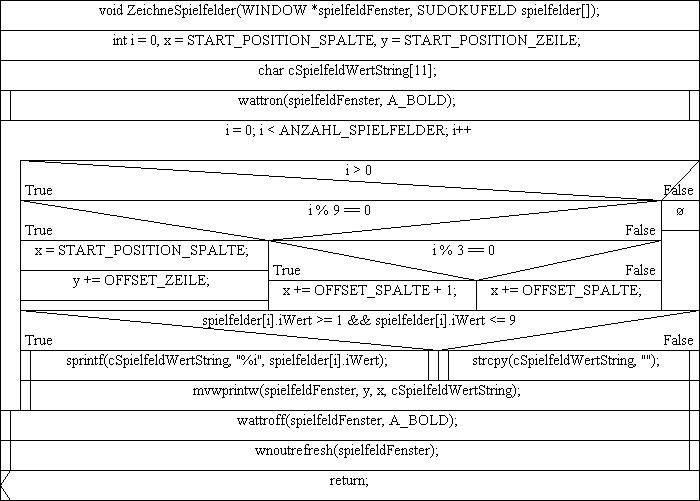 void ZeichneSpielfelder(WINDOW *spielfeldFenster, SUDOKUFELD spielfelder[]);
int i = 0, x = START_POSITION_SPALTE, y = START_POSITION_ZEILE;
char cSpielfeldWertString[11];
wattron(spielfeldFenster, A_BOLD);
i = 0; i < ANZAHL_SPIELFELDER; i++
i > 0
True
False
i % 9 == 0
ø
True
False
x = START_POSITION_SPALTE;
i % 3 == 0
y += OFFSET_ZEILE;
True
False
x += OFFSET_SPALTE + 1;
x += OFFSET_SPALTE;
spielfelder[i].iWert >= 1 && spielfelder[i].iWert <= 9
True
False
sprintf(cSpielfeldWertString, "%i", spielfelder[i].iWert);
strcpy(cSpielfeldWertString, "");
mvwprintw(spielfeldFenster, y, x, cSpielfeldWertString);
wattroff(spielfeldFenster, A_BOLD);
wnoutrefresh(spielfeldFenster);
return;